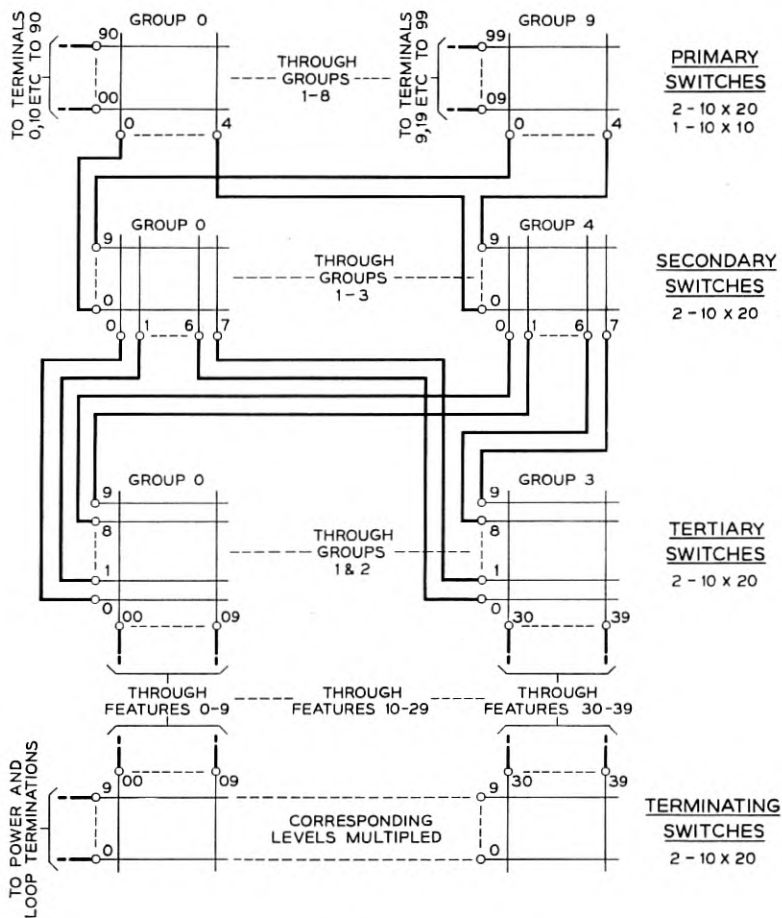 TO TERMINALS
0,10 ETC TO 90
GROUP 0
90
00
0
4
THROUGH
GROUPS
1-8
TO TERMINALS
9,19 ETC TO 99
GROUP 9
99
09
0
4
PRIMARY
SWITCHES
2 - 10 X 20
1 - 10 X 10
GROUP 0
9
0
0
1
6
7
THROUGH
GROUPS
1-3
GROUP 4
9
0
0
1
6
7
SECONDARY
SWITCHES
2 - 10 X 20
GROUP 0
9
8
1
0
00
09
THROUGH
GROUPS
1 & 2
GROUP 3
9
8
1
0
30
39
TERTIARY
SWITCHES
2 - 10 X 20
THROUGH
FEATURES 0-9
THROUGH
FEATURES 10-29
THROUGH
FEATURES 30-39
TO POWER AND
LOOP TERMINATIONS
9
0
00
09
CORRESPONDING
LEVELS MULTIPLED
9
0
30
39
TERMINATING
SWITCHES
2 - 10 X 20